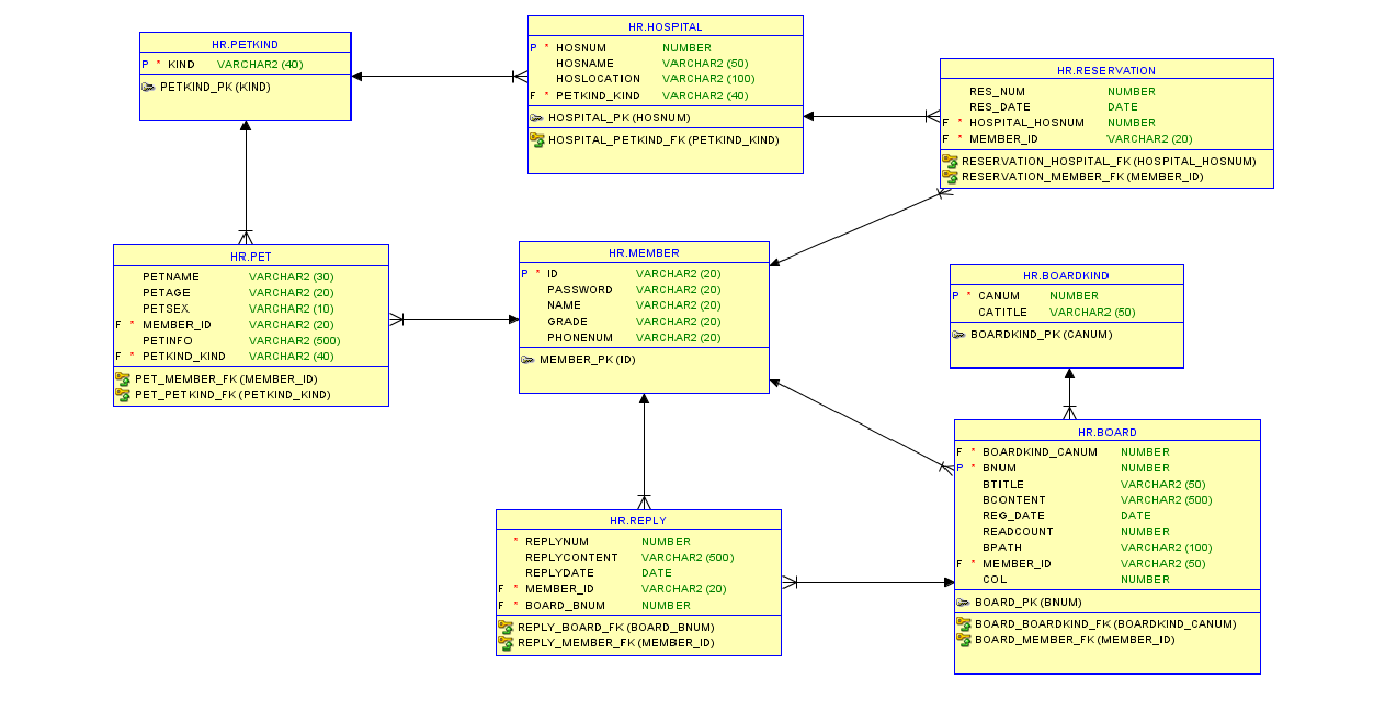 HR.PETKIND
P * KIND VARCHAR2 (40)
PETKIND_PK (KIND)
HR.HOSPITAL
P * HOSNUM NUMBER
HOSNAME VARCHAR2 (50)
HOSLOCATION VARCHAR2 (100)
F * PETKIND_KIND VARCHAR2 (40)
HOSPITAL_PK (HOSNUM)
HOSPITAL_PETKIND_FK (PETKIND_KIND)
HR.RESERVATION
RES_NUM NUMBER
RES_DATE DATE
F * HOSPITAL_HOSNUM NUMBER
F * MEMBER_ID VARCHAR2 (20)
RESERVATION_HOSPITAL_FK (HOSPITAL_HOSNUM)
RESERVATION_MEMBER_FK (MEMBER_ID)
HR.PET
PETNAME VARCHAR2 (30)
PETAGE VARCHAR2 (20)
PETSEX VARCHAR2 (10)
F * MEMBER_ID VARCHAR2 (20)
PETINFO VARCHAR2 (500)
F * PETKIND_KIND VARCHAR2 (40)
PET_MEMBER_FK (MEMBER_ID)
PET_PETKIND_FK (PETKIND_KIND)
HR.MEMBER
P * ID VARCHAR2 (20)
PASSWORD VARCHAR2 (20)
NAME VARCHAR2 (20)
GRADE VARCHAR2 (20)
PHONENUM VARCHAR2 (20)
MEMBER_PK (ID)
HR.BOARDKIND
P * CANUM NUMBER
CATITLE VARCHAR2 (50)
BOARDKIND_PK (CANUM)
HR.REPLY
* REPLYNUM NUMBER
REPLYCONTENT VARCHAR2 (500)
REPLYDATE DATE
F * MEMBER_ID VARCHAR2 (20)
F * BOARD_BNUM NUMBER
REPLY_BOARD_FK (BOARD_BNUM)
REPLY_MEMBER_FK (MEMBER_ID)
HR.BOARD
F * BOARDKIND_CANUM NUMBER
P * BNUM NUMBER
BTITLE VARCHAR2 (50)
BCONTENT VARCHAR2 (500)
REG_DATE DATE
READCOUNT NUMBER
BPATH VARCHAR2 (100)
F * MEMBER_ID VARCHAR2 (50)
COL NUMBER
BOARD_PK (BNUM)
BOARD_BOARDKIND_FK (BOARDKIND_CANUM)
BOARD_MEMBER_FK (MEMBER_ID)